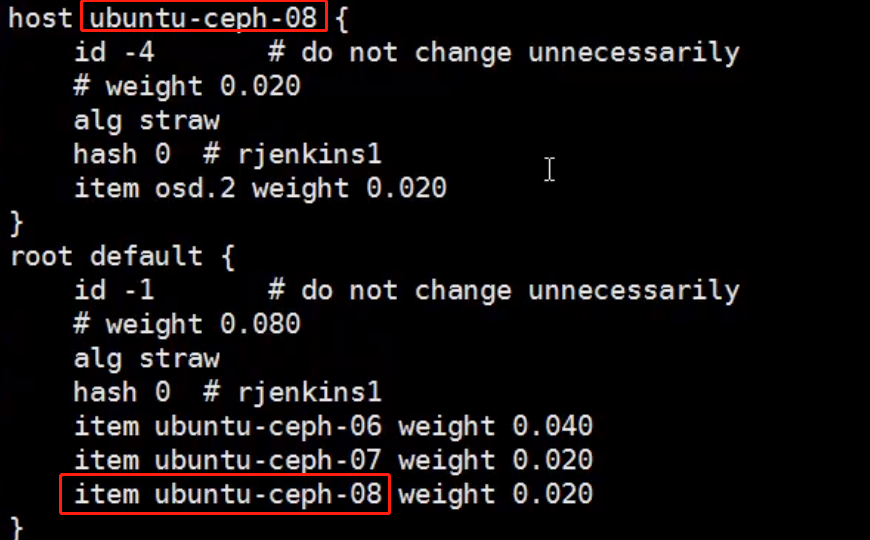 host ubuntu-ceph-08 {
    id -4       # do not change unnecessarily
    # weight 0.020
    alg straw
    hash 0  # rjenkins1
    item osd.2 weight 0.020
}
root default {
    id -1       # do not change unnecessarily
    # weight 0.080
    alg straw
    hash 0  # rjenkins1
    item ubuntu-ceph-06 weight 0.040
    item ubuntu-ceph-07 weight 0.020
    item ubuntu-ceph-08 weight 0.020
}